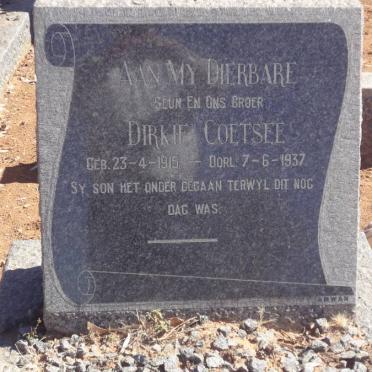 AAN MY DIERBARE
SEUN EN ONS BROER
DIRKIE COETSEE
GEB. 23-4-1915 — OORL. 7-6-1937.
SY SON HET ONDER GEGAAN TERWYL DIT NOG
DAG WAS.